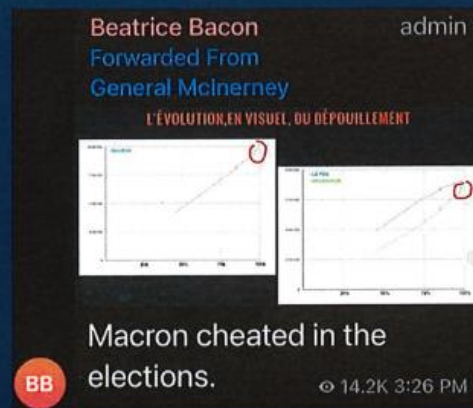 Beatrice Bacon admin
Forwarded From
General McInerney
L'ÉVOLUTION,EN VISUEL, DU DÉPOUILLEMENT
Macron cheated in the
elections.
BB
14.2K 3:26 PM